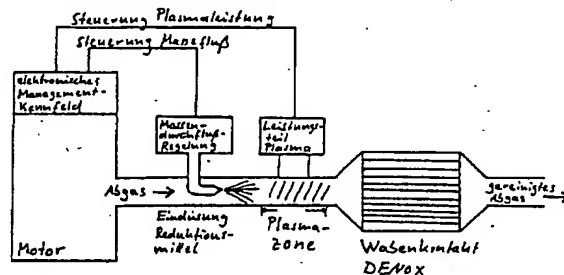 Steuerung Plasmaleistung
Steuerung Massefluß
elektronisches
Management-
Kennfeld
Massen-
durchfluß-
Regelung
Leistungs-
teil
Plasma
Abgas →
Eindüsung
Reduktions-
mittel
Plasma-
zone
gereinigtes
Abgas
Motor
Wabenkontakt
DENOX